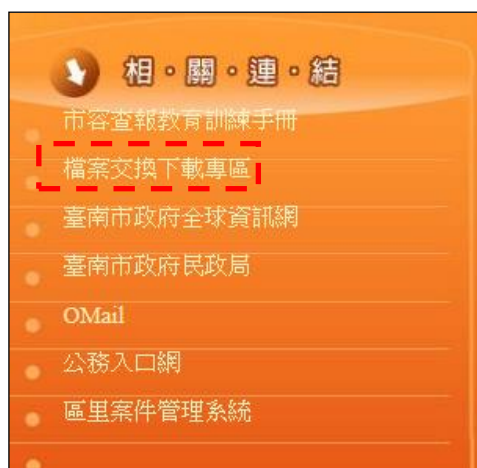 相•關•連•結
市容查報教育訓練手冊
檔案交換下載專區
臺南市政府全球資訊網
臺南市政府民政局
OMail
公務入口網
區里案件管理系統